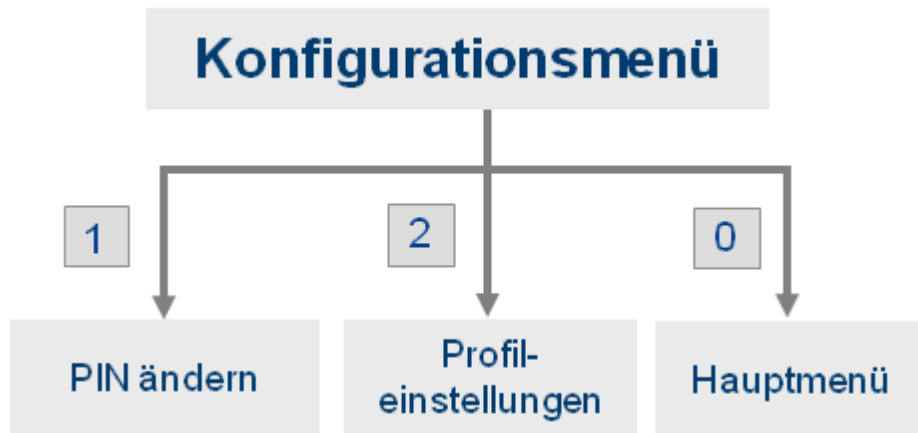 Konfigurationsmenü
1
2
0
PIN ändern
Profil-
einstellungen
Hauptmenü